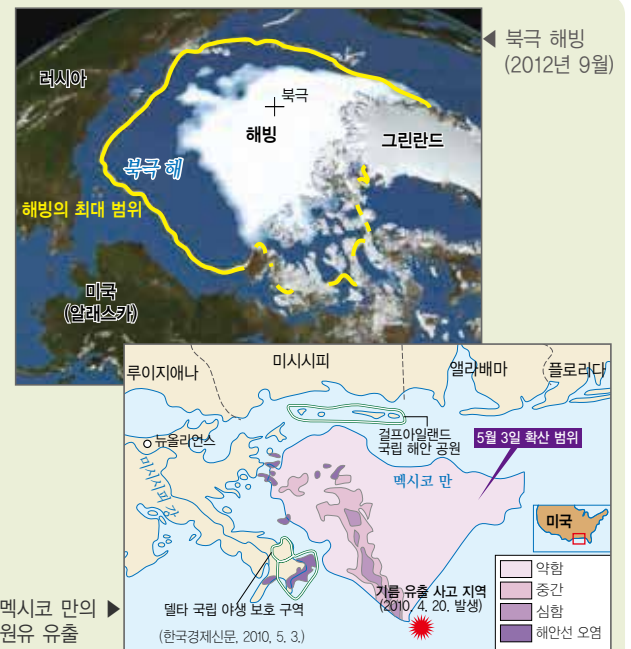 ◀ 북극 해빙
(2012년 9월)
러시아
북극
해빙
그린란드
북극 해
해빙의 최대 범위
미국
(알래스카)
루이지애나
미시시피
앨라배마
플로리다
뉴올리언스
걸프아일랜드
국립 해안 공원
5월 3일 확산 범위
미시시피 강
멕시코 만
미국
델타 국립 야생 보호 구역
기름 유출 사고 지역
(2010. 4. 20. 발생)
약함
중간
심함
해안선 오염
(한국경제신문, 2010. 5. 3.)
멕시코 만의 ▶
원유 유출